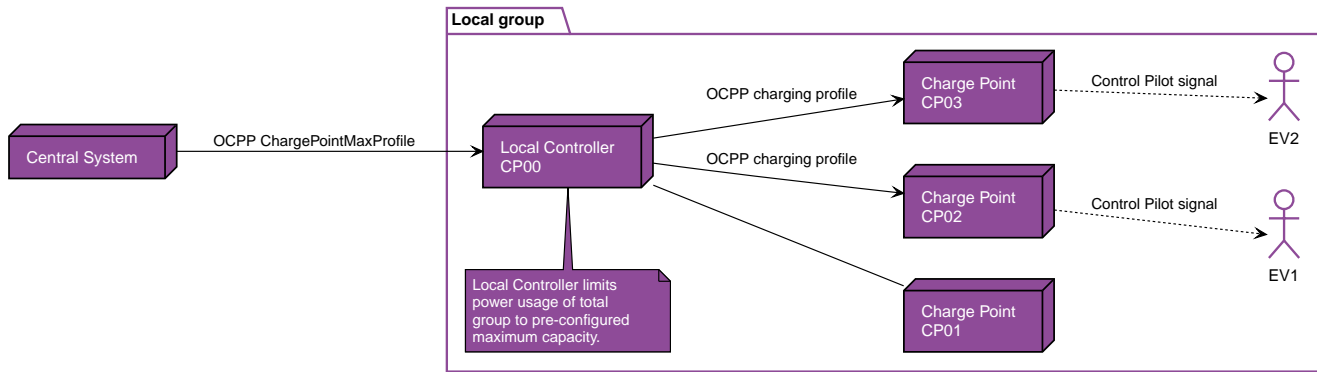 Local group
Central System
OCPP ChargePointMaxProfile
Local Controller
CP00
OCPP charging profile
OCPP charging profile
Charge Point
CP03
Control Pilot signal
EV2
Charge Point
CP02
Control Pilot signal
EV1
Charge Point
CP01
Local Controller limits
power usage of total
group to pre-configured
maximum capacity.